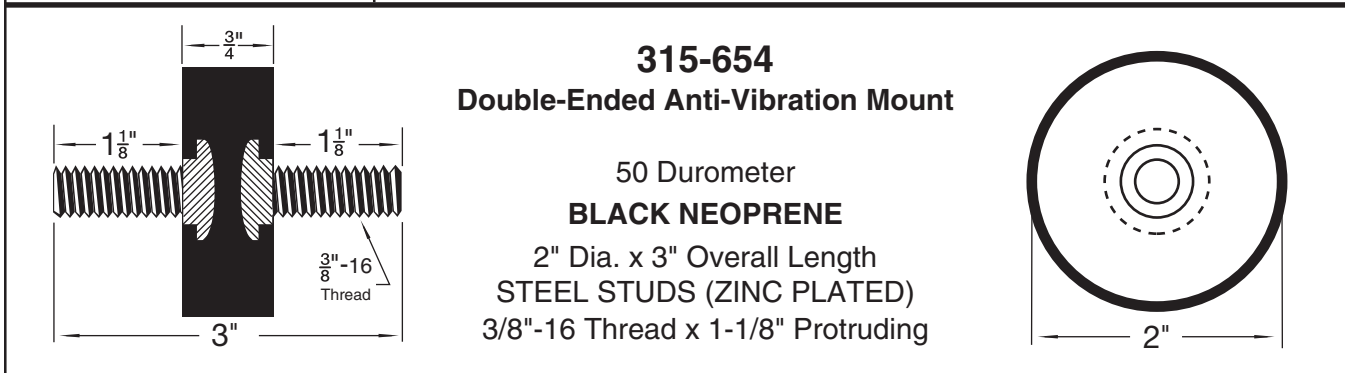 3/4"
1 1/8"
1 1/8"
3/8"-16
Thread
3"
315-654
Double-Ended Anti-Vibration Mount
50 Durometer
BLACK NEOPRENE
2" Dia. x 3" Overall Length
STEEL STUDS (ZINC PLATED)
3/8"-16 Thread x 1-1/8" Protruding
2"